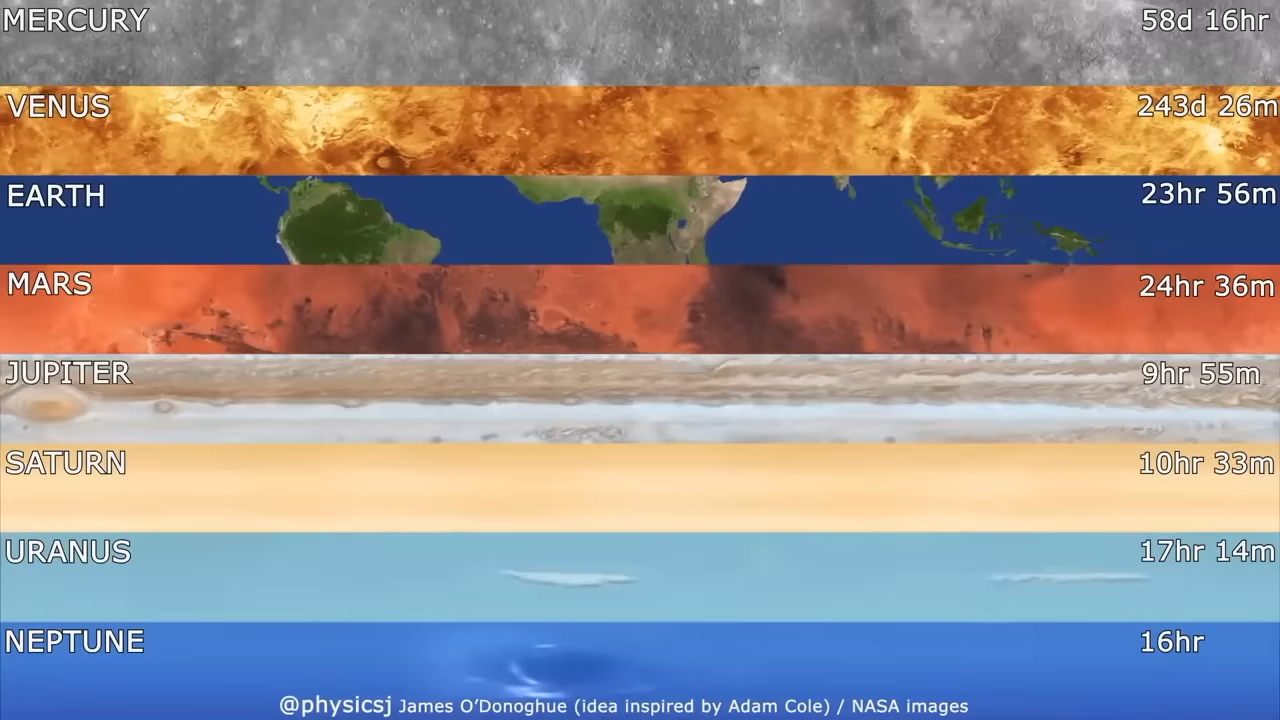 MERCURY 58d 16hr
VENUS 243d 26m
EARTH 23hr 56m
MARS 24hr 36m
JUPITER 9hr 55m
SATURN 10hr 33m
URANUS 17hr 14m
NEPTUNE 16hr
@physicsj James O'Donoghue (idea inspired by Adam Cole) / NASA images